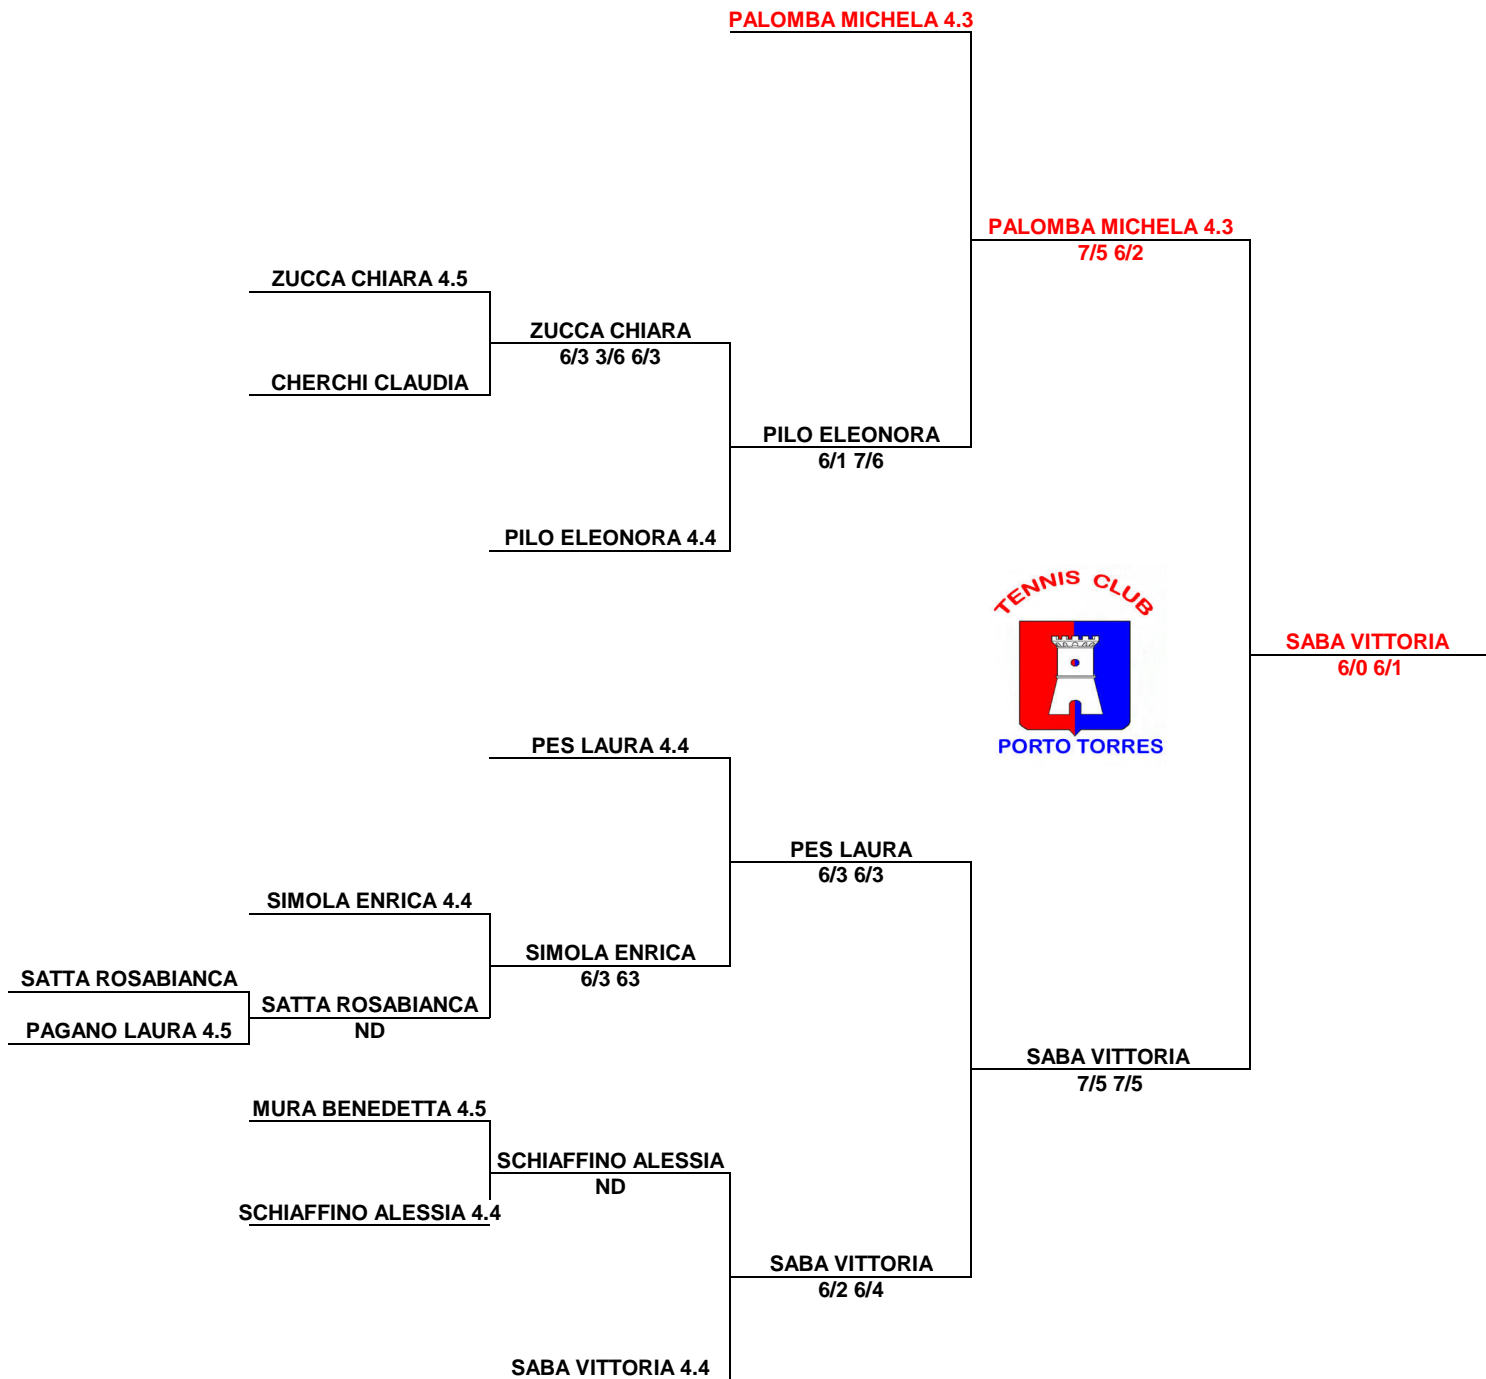 PALOMBA MICHELA 4.3
PALOMBA MICHELA 4.3
7/5 6/2
ZUCCA CHIARA 4.5
ZUCCA CHIARA
6/3 3/6 6/3
CHERCHI CLAUDIA
PILO ELEONORA
6/1 7/6
PILO ELEONORA 4.4
TENNIS CLUB
PORTO TORRES
SABA VITTORIA
6/0 6/1
PES LAURA 4.4
PES LAURA
6/3 6/3
SIMOLA ENRICA 4.4
SIMOLA ENRICA
6/3 63
SATTA ROSABIANCA
SATTA ROSABIANCA
ND
PAGANO LAURA 4.5
SABA VITTORIA
7/5 7/5
MURA BENEDETTA 4.5
SCHIAFFINO ALESSIA
ND
SCHIAFFINO ALESSIA 4.4
SABA VITTORIA
6/2 6/4
SABA VITTORIA 4.4